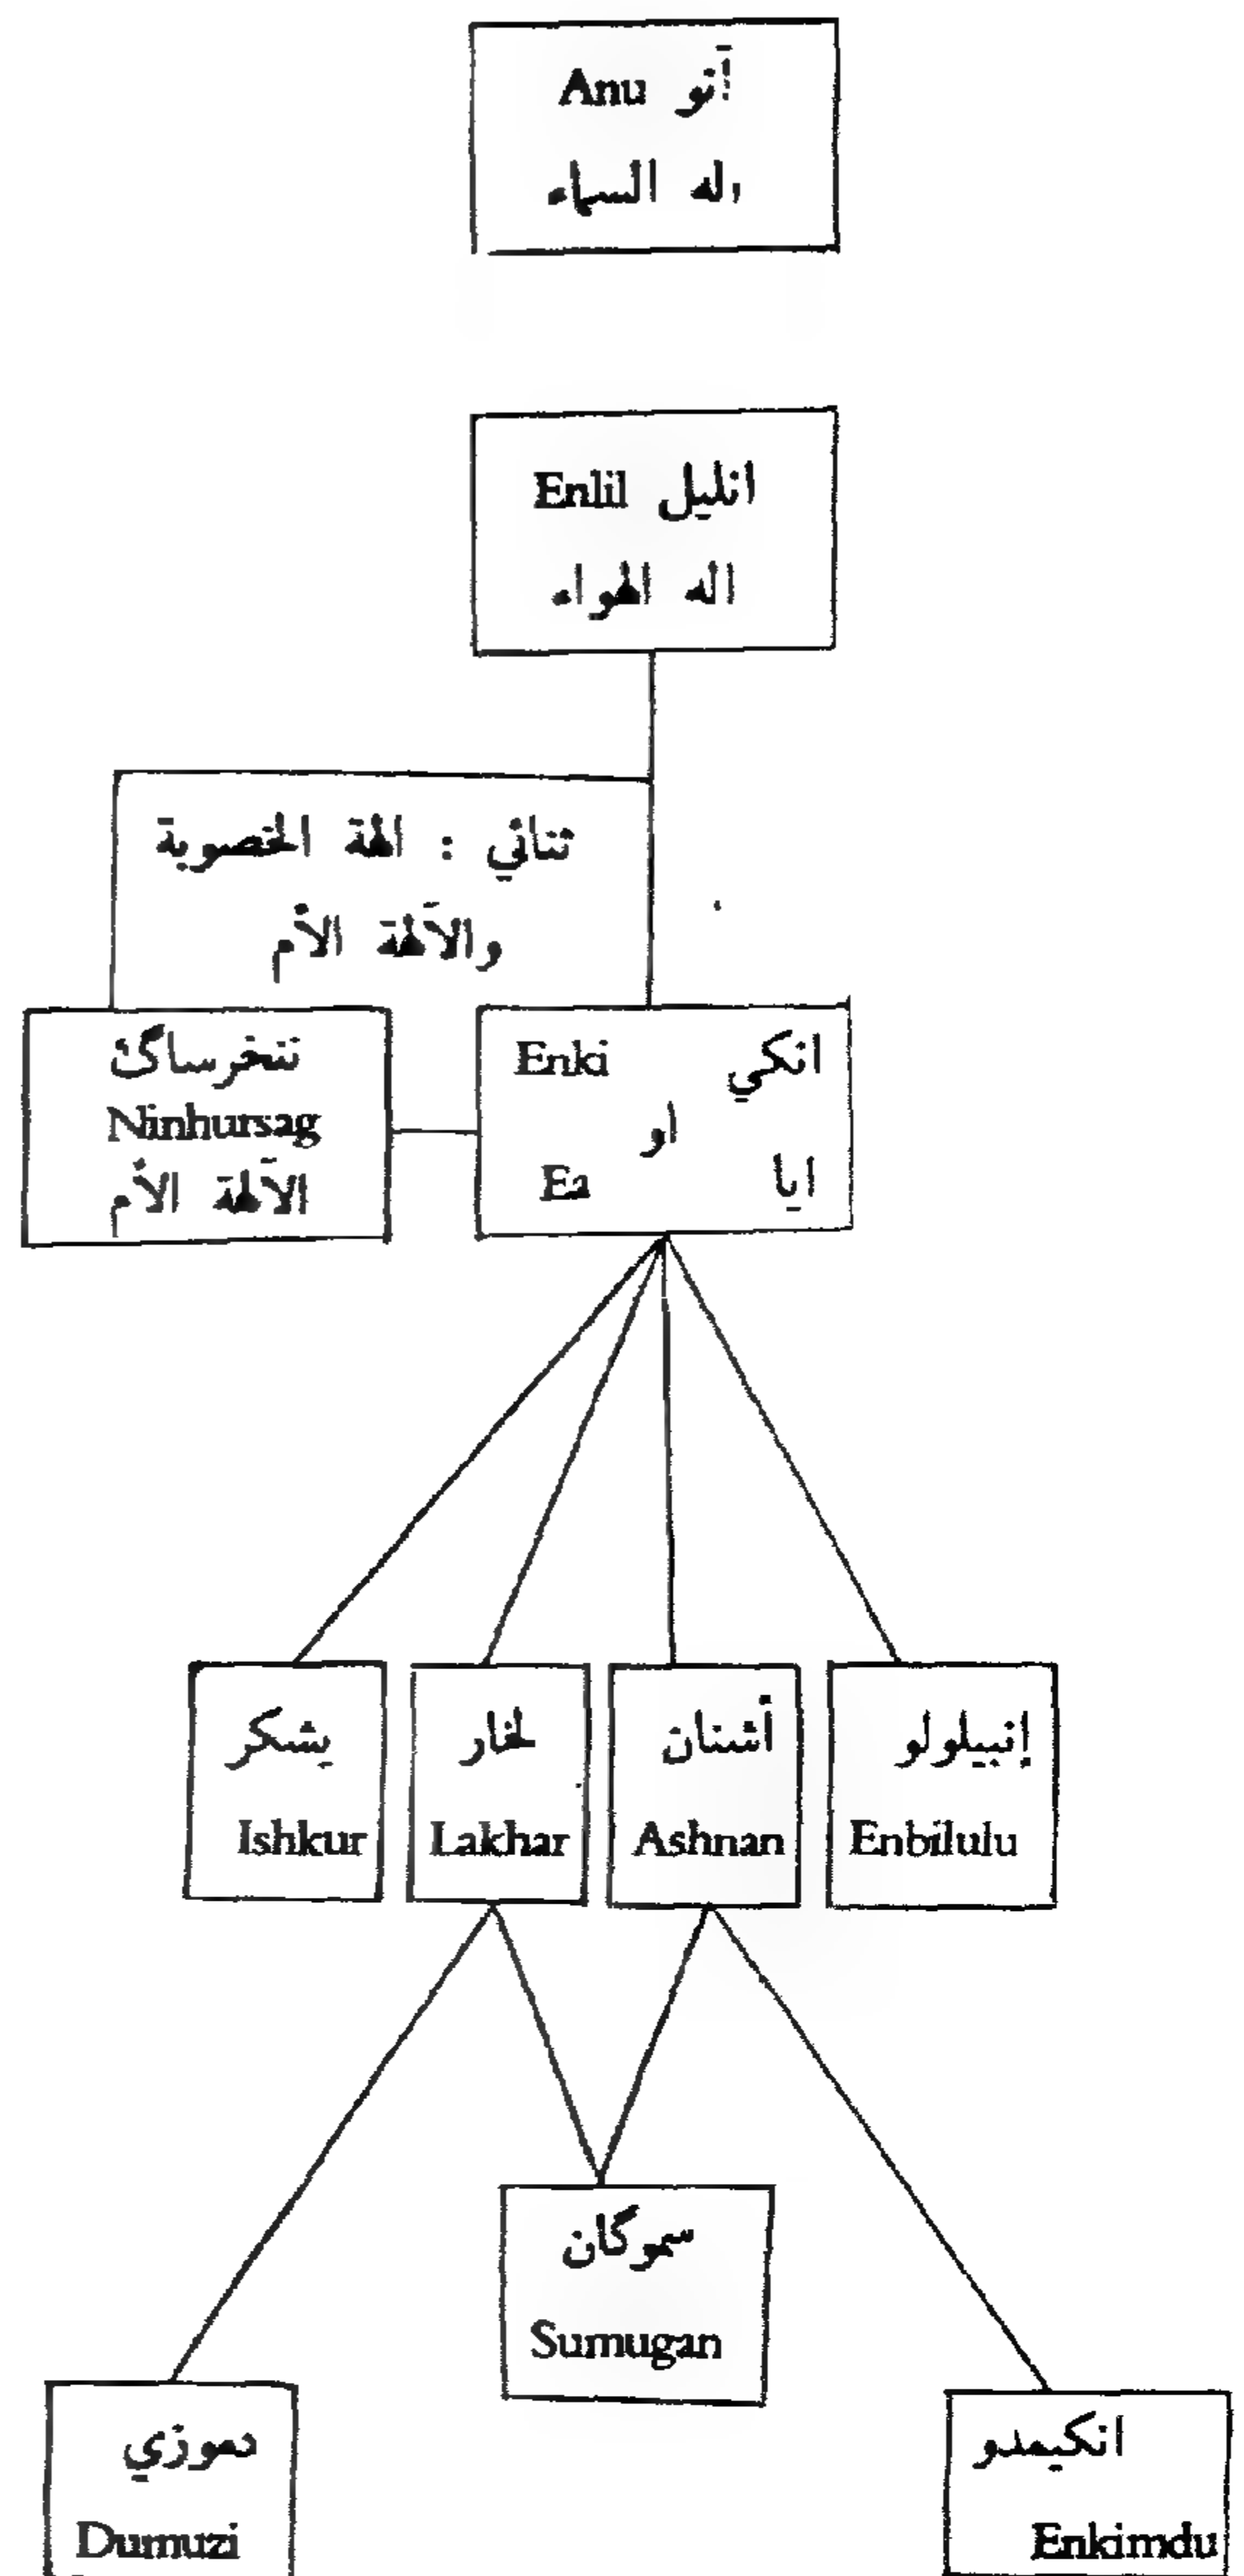 آنو Anu
إله السماء
انليل Enlil
اله الهواء
ثنائي : الهة الخصوبة
والآلهة الأم
ننخرساگ
Ninhursag
الآلهة الأم
انكي Enki
او
ايا Ea
يشكر
Ishkur
لخار
Lakhar
أشنان
Ashnan
إنبيلولو
Enbilulu
سموگان
Sumugan
دموزي
Dumuzi
انكيمدو
Enkimdu